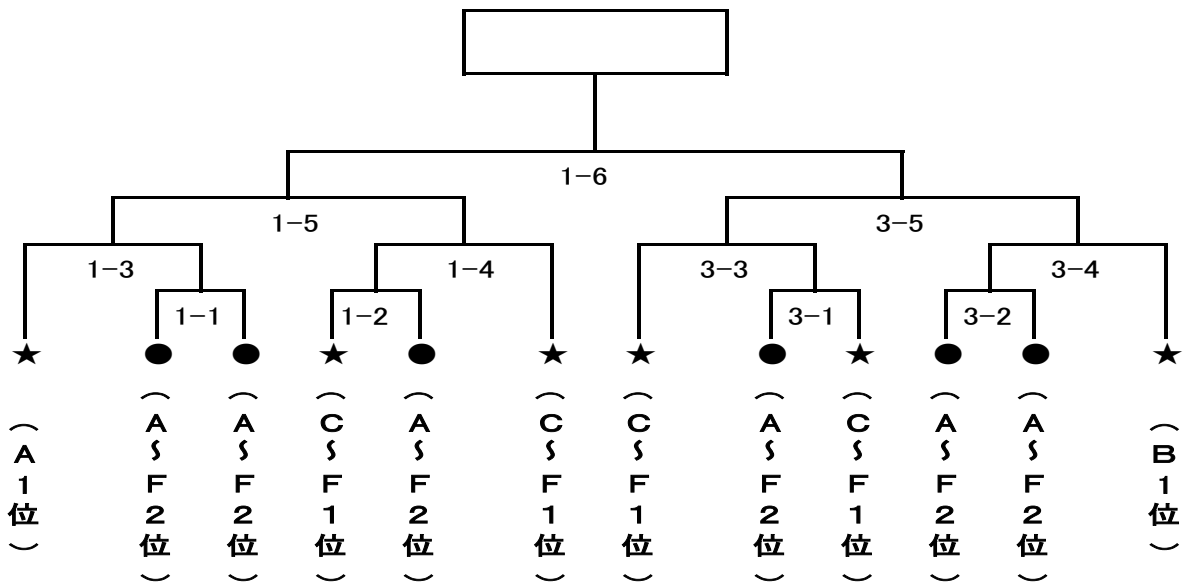 1-6
1-5
3-5
1-3
1-4
3-3
3-4
1-1
1-2
3-1
3-2
★ ● ● ★ ● ★ ★ ● ★ ● ● ★
(A1位)
(A~F2位)
(A~F2位)
(C~F1位)
(A~F2位)
(C~F1位)
(C~F1位)
(A~F2位)
(C~F1位)
(A~F2位)
(A~F2位)
(B1位)